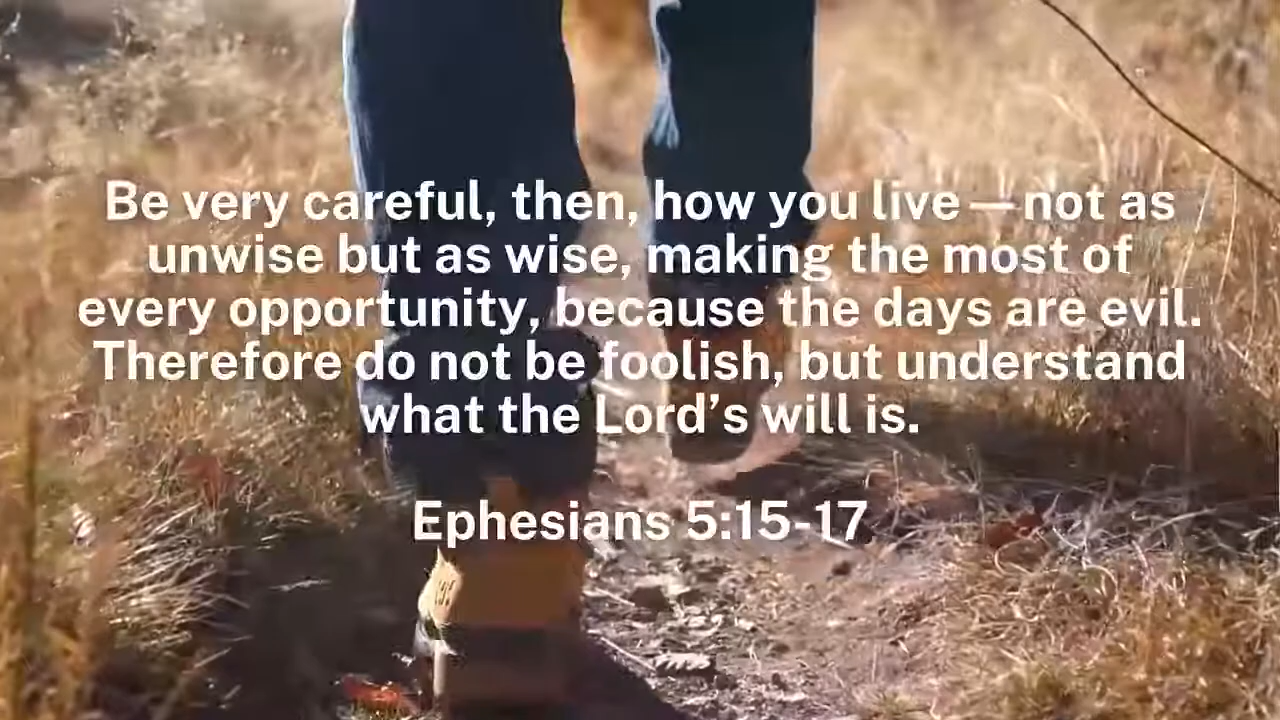 Be very careful, then, how you live—not as
unwise but as wise, making the most of
every opportunity, because the days are evil.
Therefore do not be foolish, but understand
what the Lord’s will is.
Ephesians 5:15-17